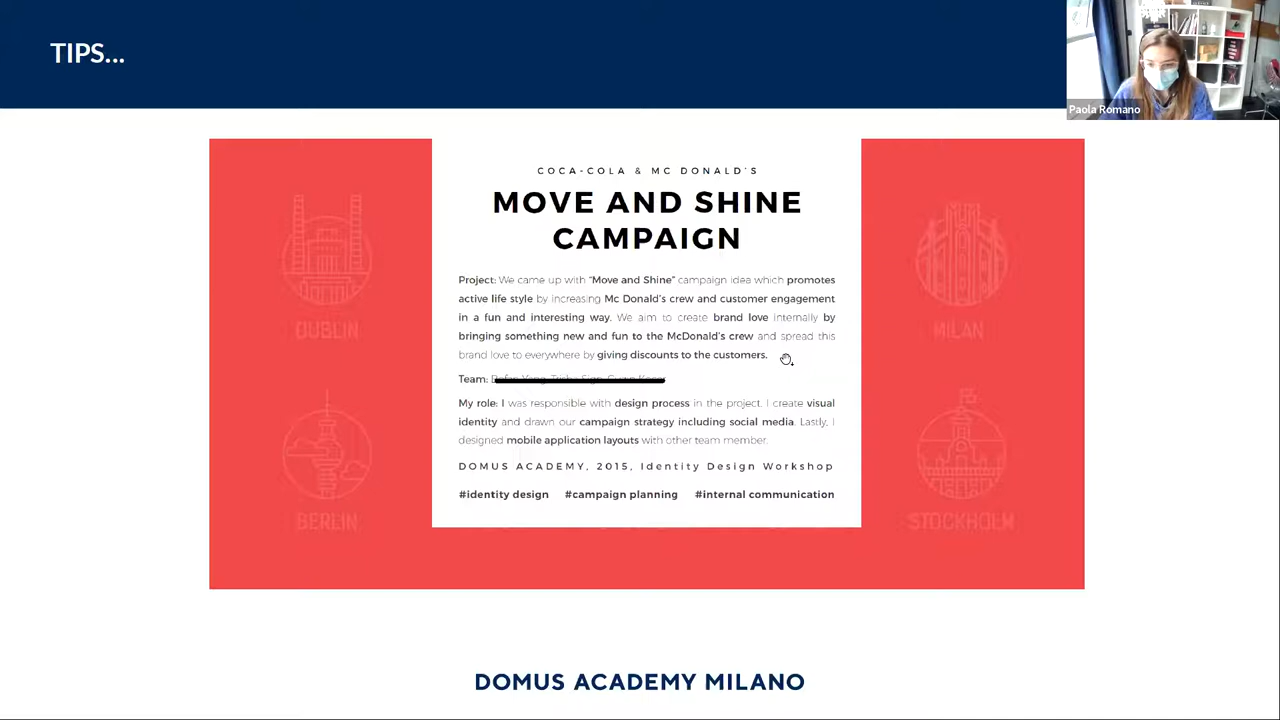 TIPS...
Paola Romano
COCA-COLA & MC DONALD'S
MOVE AND SHINE
CAMPAIGN
Project: We came up with "Move and Shine" campaign idea which promotes
active life style by increasing Mc Donald's crew and customer engagement
in a fun and interesting way. We aim to create brand love internally by
bringing something new and fun to the McDonald's crew and spread this
brand love to everywhere by giving discounts to the customers.
Team:
My role: I was responsible with design process in the project. I create visual
identity and drawn our campaign strategy including social media. Lastly, I
designed mobile application layouts with other team member.
DOMUS ACADEMY, 2015, Identity Design Workshop
#identity design #campaign planning #internal communication
DUBLIN
MILAN
BERLIN
STOCKHOLM
DOMUS ACADEMY MILANO